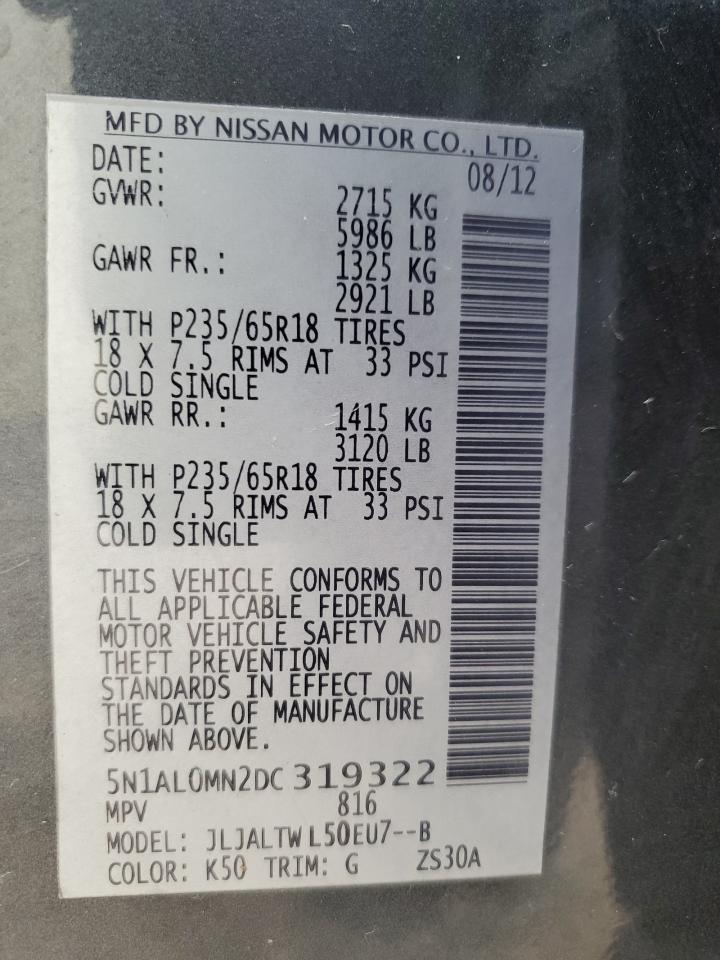 MFD BY NISSAN MOTOR CO., LTD.
DATE: 08/12
GVWR: 2715 KG
5986 LB
GAWR FR.: 1325 KG
2921 LB
WITH P235/65R18 TIRES
18 X 7.5 RIMS AT 33 PSI
COLD SINGLE
GAWR RR.: 1415 KG
3120 LB
WITH P235/65R18 TIRES
18 X 7.5 RIMS AT 33 PSI
COLD SINGLE
THIS VEHICLE CONFORMS TO
ALL APPLICABLE FEDERAL
MOTOR VEHICLE SAFETY AND
THEFT PREVENTION
STANDARDS IN EFFECT ON
THE DATE OF MANUFACTURE
SHOWN ABOVE.
5N1AL0MN2DC 319322
MPV 816
MODEL: JLJALTW L50EU7--B
COLOR: K50 TRIM: G ZS30A